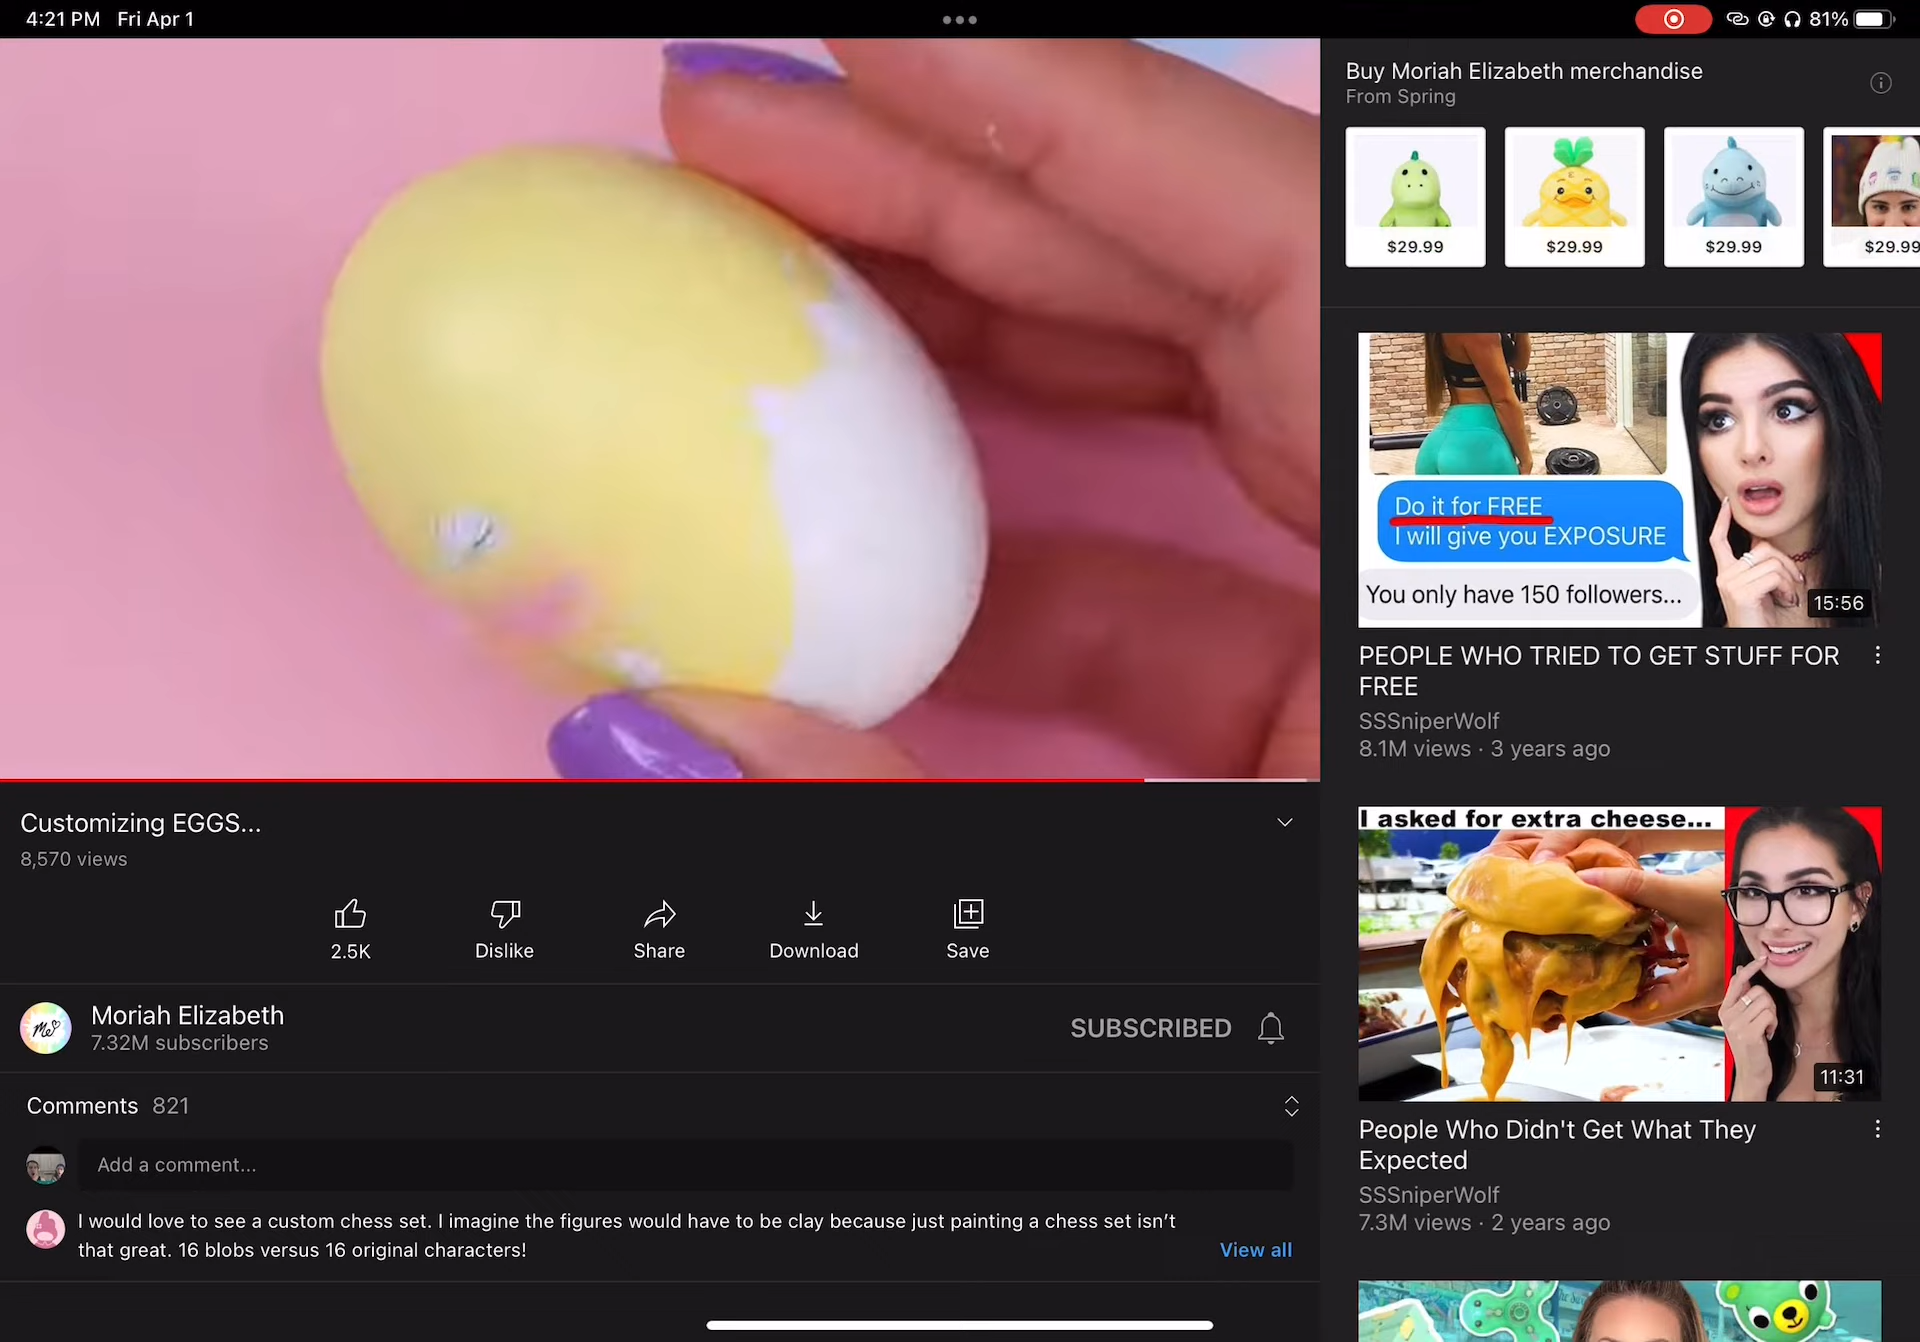 4:21 PM Fri Apr 1
81%
Buy Moriah Elizabeth merchandise
From Spring
$29.99
$29.99
$29.99
$29.99
Do it for FREE
I will give you EXPOSURE
You only have 150 followers...
15:56
PEOPLE WHO TRIED TO GET STUFF FOR
FREE
SSSniperWolf
8.1M views · 3 years ago
I asked for extra cheese...
11:31
People Who Didn't Get What They
Expected
SSSniperWolf
7.3M views · 2 years ago
Customizing EGGS...
8,570 views
2.5K
Dislike
Share
Download
Save
Me
Moriah Elizabeth
7.32M subscribers
SUBSCRIBED
Comments 821
Add a comment...
I would love to see a custom chess set. I imagine the figures would have to be clay because just painting a chess set isn't
that great. 16 blobs versus 16 original characters!
View all